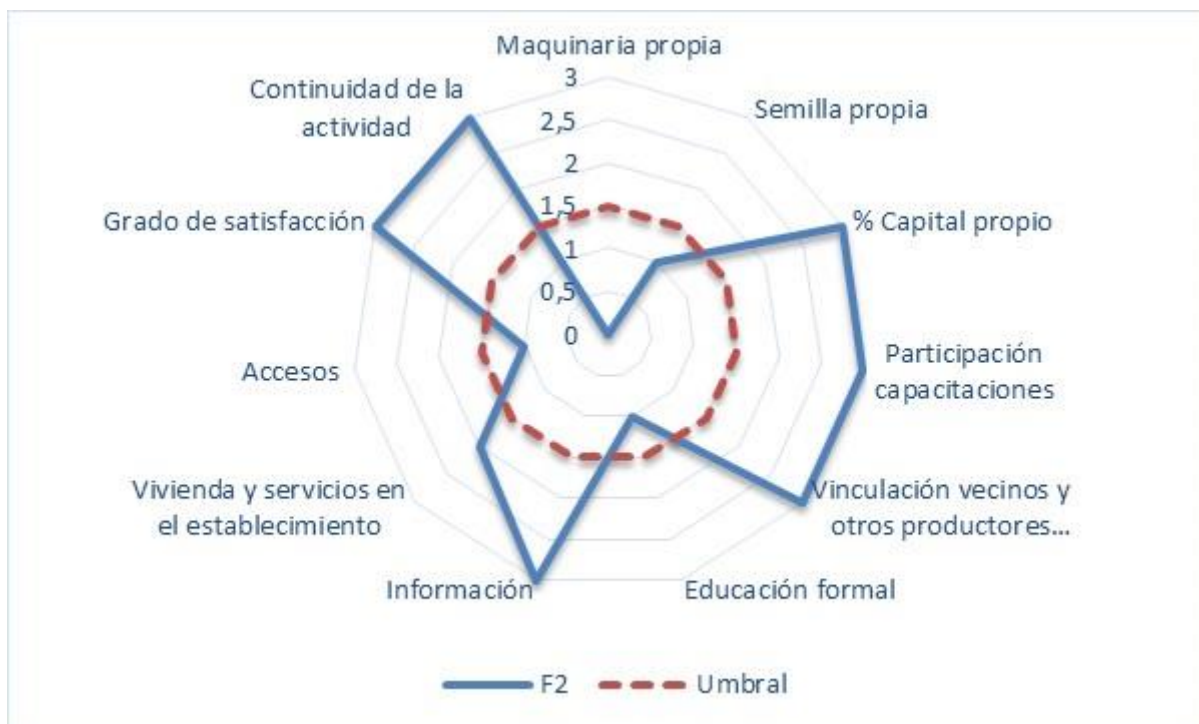 Maquinaria propia
3
2,5
2
1,5
1
0,5
0
Semilla propia
% Capital propio
Participación
capacitaciones
Vinculación vecinos y
otros productores...
Educación formal
Información
Vivienda y servicios en
el establecimiento
Accesos
Grado de satisfacción
Continuidad de la
actividad
F2
Umbral